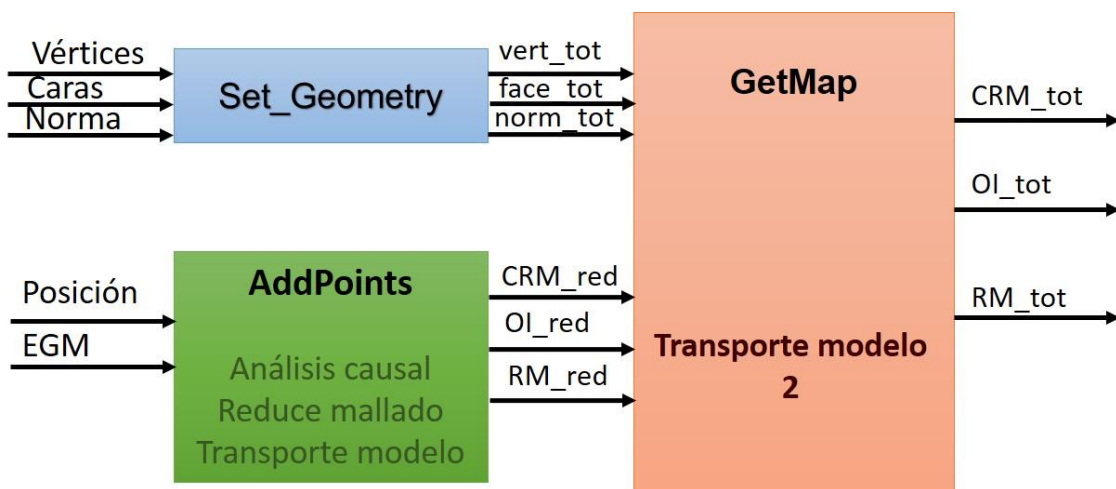 Vértices
Caras
Norma
Set_Geometry
vert_tot
face_tot
norm_tot
GetMap
CRM_tot
OI_tot
RM_tot
Posición
EGM
AddPoints
Análisis causal
Reduce mallado
Transporte modelo
CRM_red
OI_red
RM_red
Transporte modelo
2